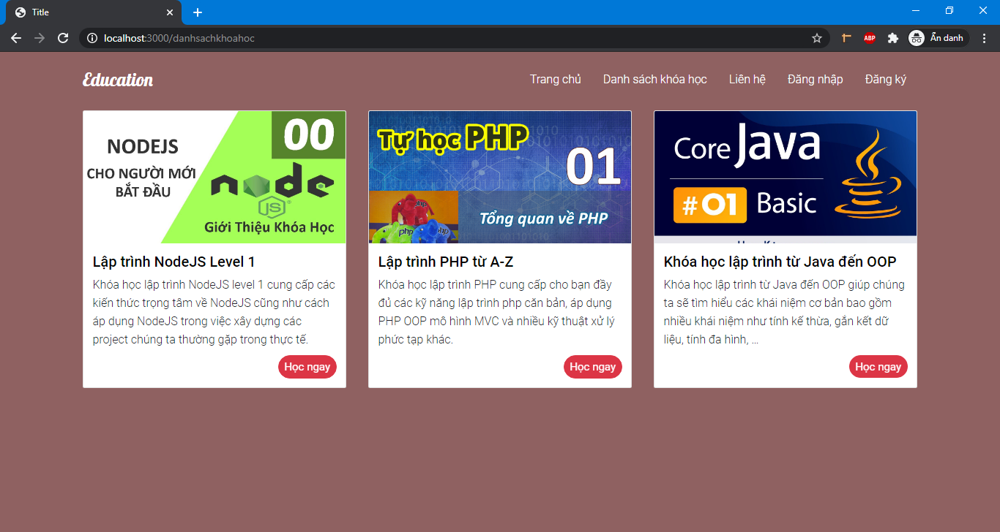 Title
localhost:3000/danhsachkhoahoc
ABP
Ẩn danh
Education
Trang chủ
Danh sách khóa học
Liên hệ
Đăng nhập
Đăng ký
NODEJS
CHO NGƯỜI MỚI
BẮT ĐẦU
00
node
JS
Giới Thiệu Khóa Học
Lập trình NodeJS Level 1
Khóa học lập trình NodeJS level 1 cung cấp các
kiến thức trọng tâm về NodeJS cũng như cách
áp dụng NodeJS trong việc xây dựng các
project chúng ta thường gặp trong thực tế.
Học ngay
Tự học PHP
01
php
php
php
Tổng quan về PHP
Lập trình PHP từ A-Z
Khóa học lập trình PHP cung cấp cho bạn đầy
đủ các kỹ năng lập trình php căn bản, áp dụng
PHP OOP mô hình MVC và nhiều kỹ thuật xử lý
phức tạp khác.
Học ngay
Core Java
#01 Basic
Khóa học lập trình từ Java đến OOP
Khóa học lập trình từ Java đến OOP giúp chúng
ta sẽ tìm hiểu các khái niệm cơ bản bao gồm
nhiều khái niệm như tính kế thừa, gắn kết dữ
liệu, tính đa hình, ...
Học ngay